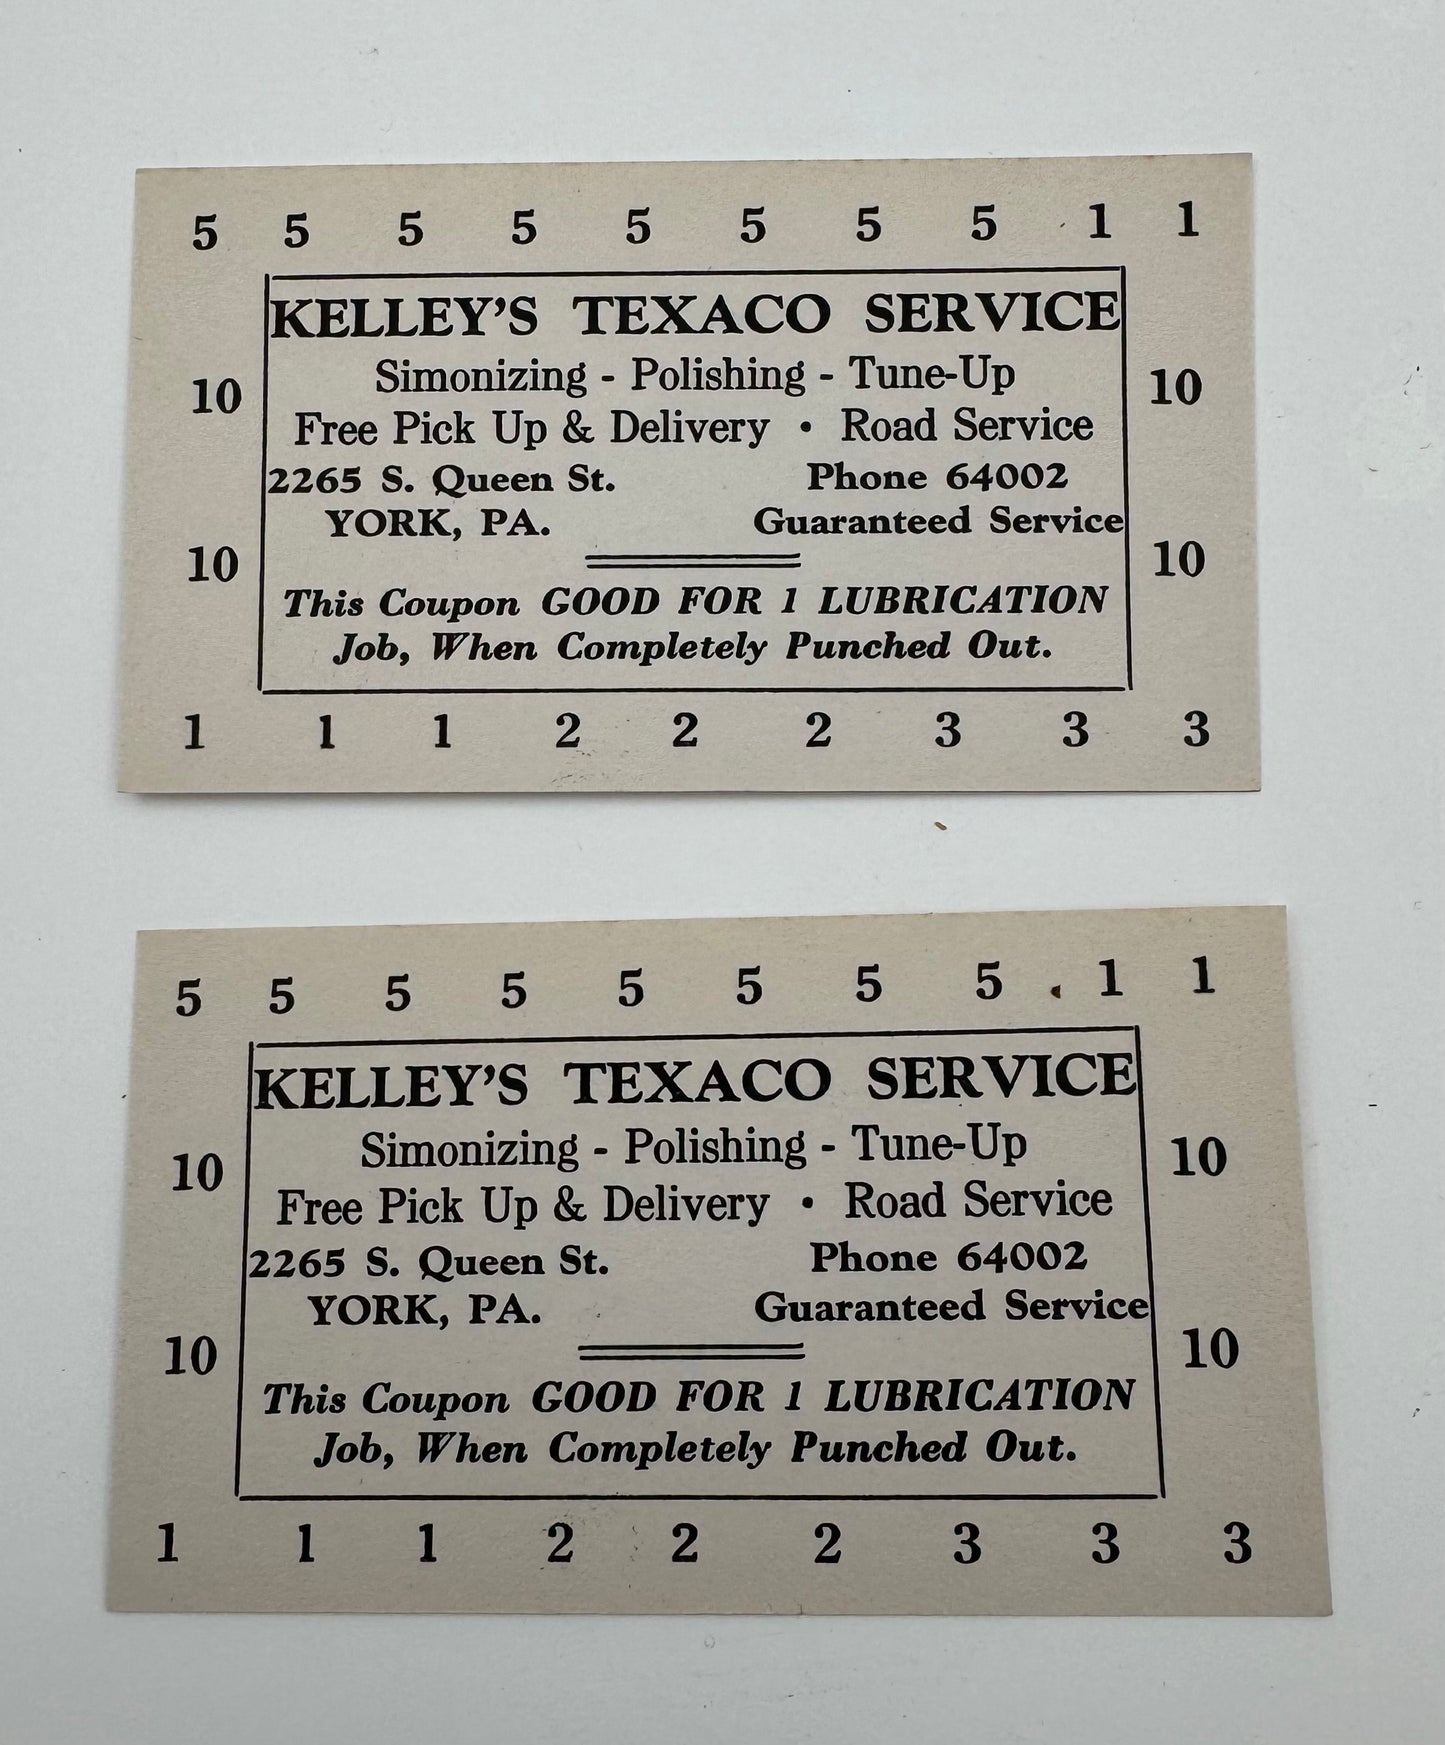 5 5 5 5 5 5 5 5 1 1
KELLEY'S TEXACO SERVICE
10 Simonizing - Polishing - Tune-Up 10
Free Pick Up & Delivery • Road Service
2265 S. Queen St. Phone 64002
YORK, PA. Guaranteed Service
10 10
This Coupon GOOD FOR 1 LUBRICATION
Job, When Completely Punched Out.
1 1 1 2 2 2 3 3 3
5 5 5 5 5 5 5 5 1 1
KELLEY'S TEXACO SERVICE
10 Simonizing - Polishing - Tune-Up 10
Free Pick Up & Delivery • Road Service
2265 S. Queen St. Phone 64002
YORK, PA. Guaranteed Service
10 10
This Coupon GOOD FOR 1 LUBRICATION
Job, When Completely Punched Out.
1 1 1 2 2 2 3 3 3